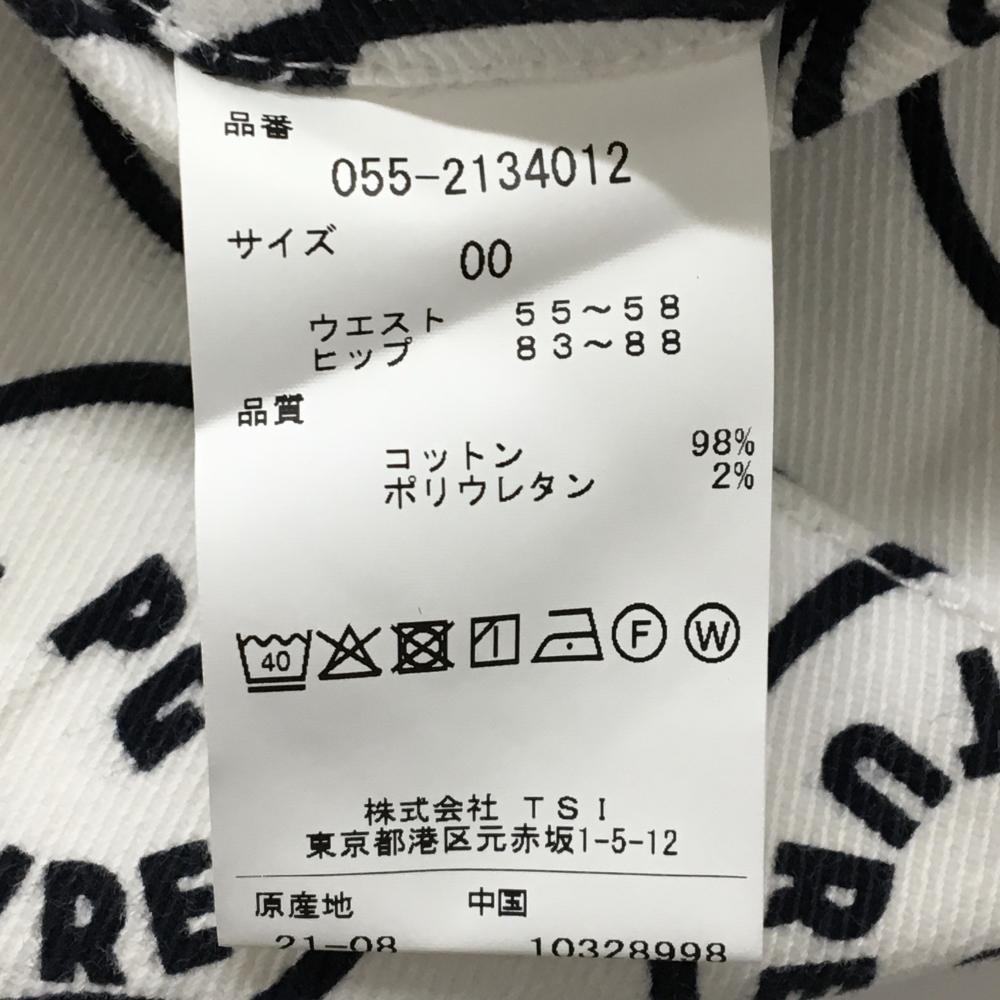 品番
055-2134012
サイズ 00
ウエスト 55～58
ヒップ 83～88
品質
コットン 98%
ポリウレタン 2%
40 F W
株式会社 TSI
東京都港区元赤坂1-5-12
原産地 中国
21-08 10328998